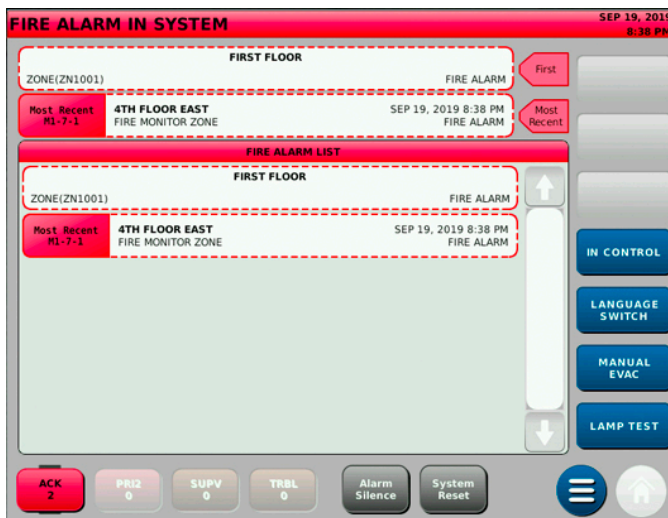 FIRE ALARM IN SYSTEM
SEP 19, 2019
8:38 PM
FIRST FLOOR
ZONE(ZN1001) FIRE ALARM
First
Most Recent 4TH FLOOR EAST SEP 19, 2019 8:38 PM
M1-7-1 FIRE MONITOR ZONE FIRE ALARM
Most
Recent
FIRE ALARM LIST
FIRST FLOOR
ZONE(ZN1001) FIRE ALARM
Most Recent 4TH FLOOR EAST SEP 19, 2019 8:38 PM
M1-7-1 FIRE MONITOR ZONE FIRE ALARM
IN CONTROL
LANGUAGE
SWITCH
MANUAL
EVAC
LAMP TEST
ACK
2
PRI2
0
SUPV
0
TRBL
0
Alarm
Silence
System
Reset